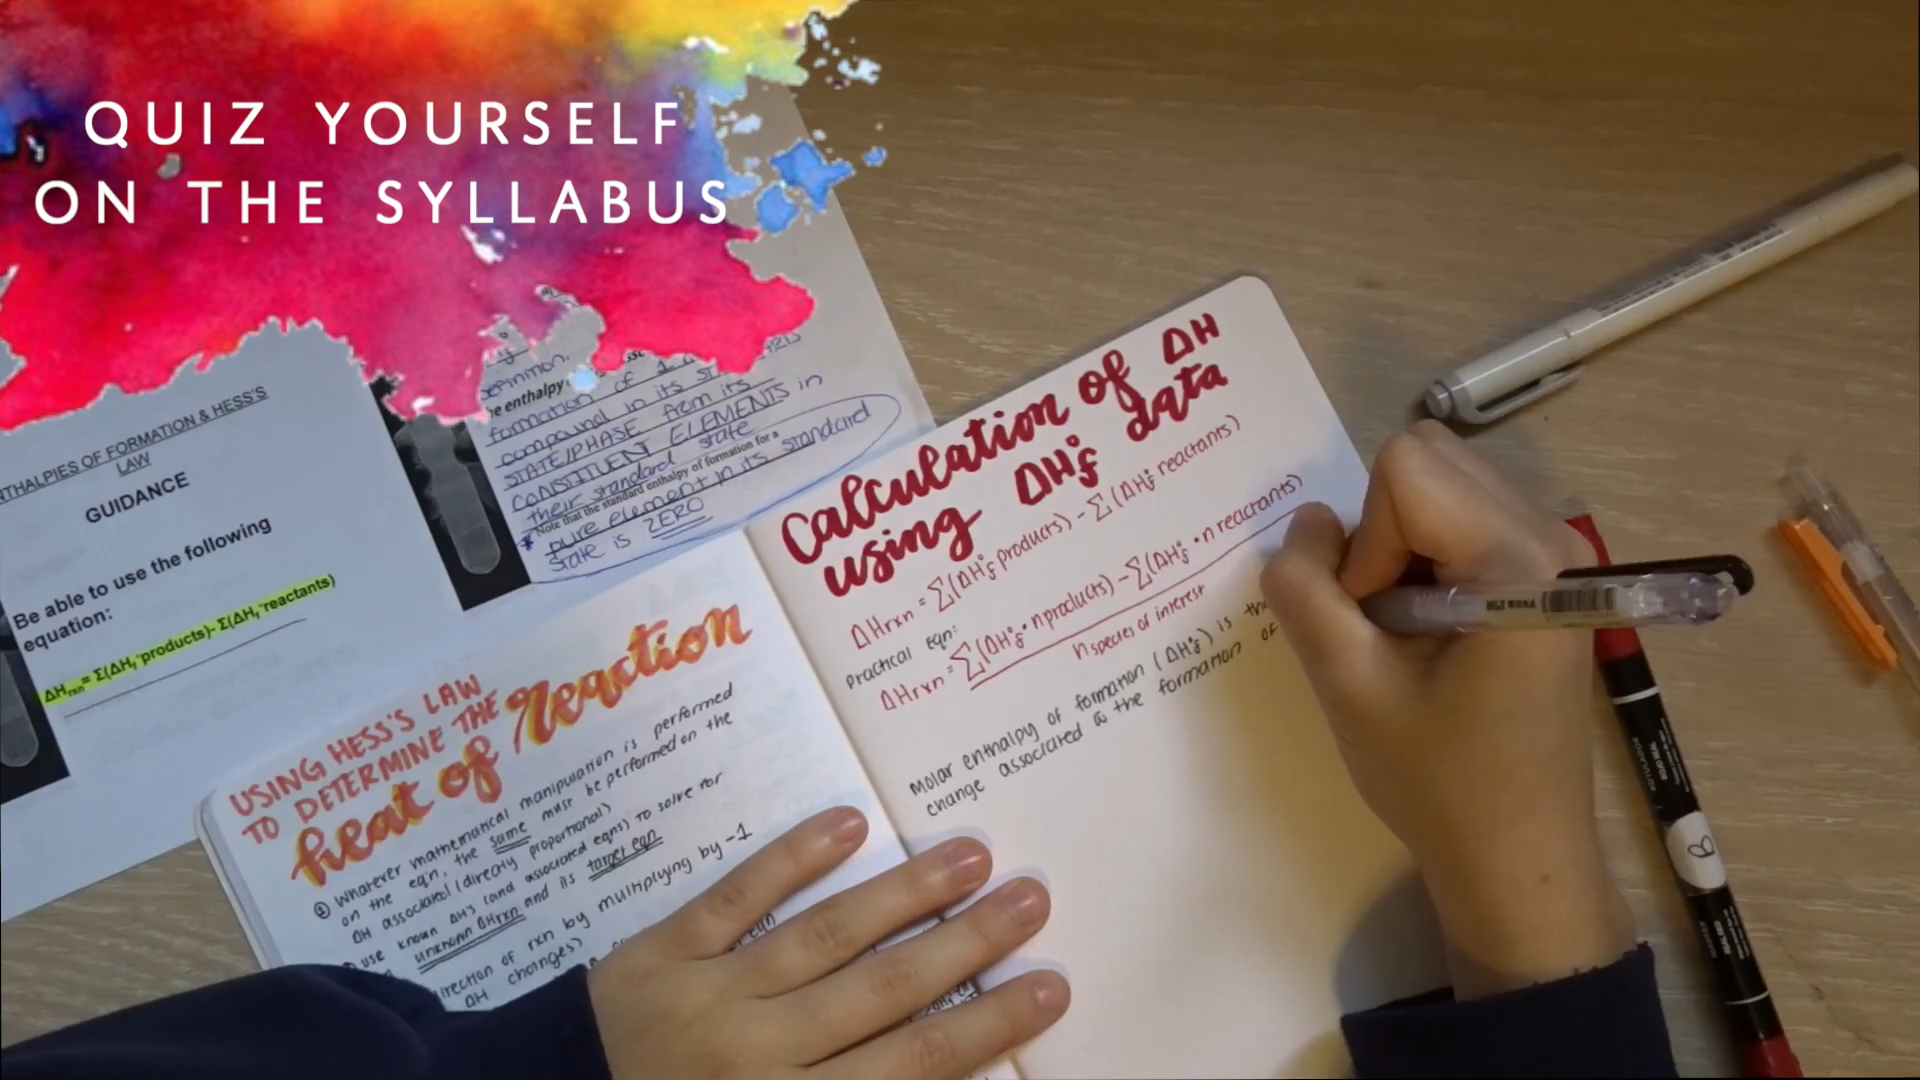 QUIZ YOURSELF
ON THE SYLLABUS
formation of 1
compound in its
STATE/PHASE from its
CONSTITUENT ELEMENTS in
their standard state
Note that the standard enthalpy of formation for a
pure element in its standard
state is ZERO
ENTHALPIES OF FORMATION & HESS'S
LAW
GUIDANCE
Be able to use the following
equation:
ΔHrxn = Σ(ΔHf°products)- Σ(ΔHf°reactants)
USING HESS'S LAW
TO DETERMINE THE
heat of reaction
① Whatever mathematical manipulation is performed
on the eq'n, the same must be performed on the
ΔH associated (directly proportional)
use known ΔHs (and associated eqns) to solve for
unknown ΔHrxn and its target eqn
direction of rxn by multiplying by -1
ΔH changes)
calculation of ΔH
using ΔHf° data
ΔHrxn = Σ(ΔHf° products) - Σ(ΔHf° reactants)
Practical eqn:
ΔHrxn = Σ(ΔHf° • n products) - Σ(ΔHf° • n reactants)
n species of interest
Molar enthalpy of formation (ΔHf°) is the
change associated w the formation of